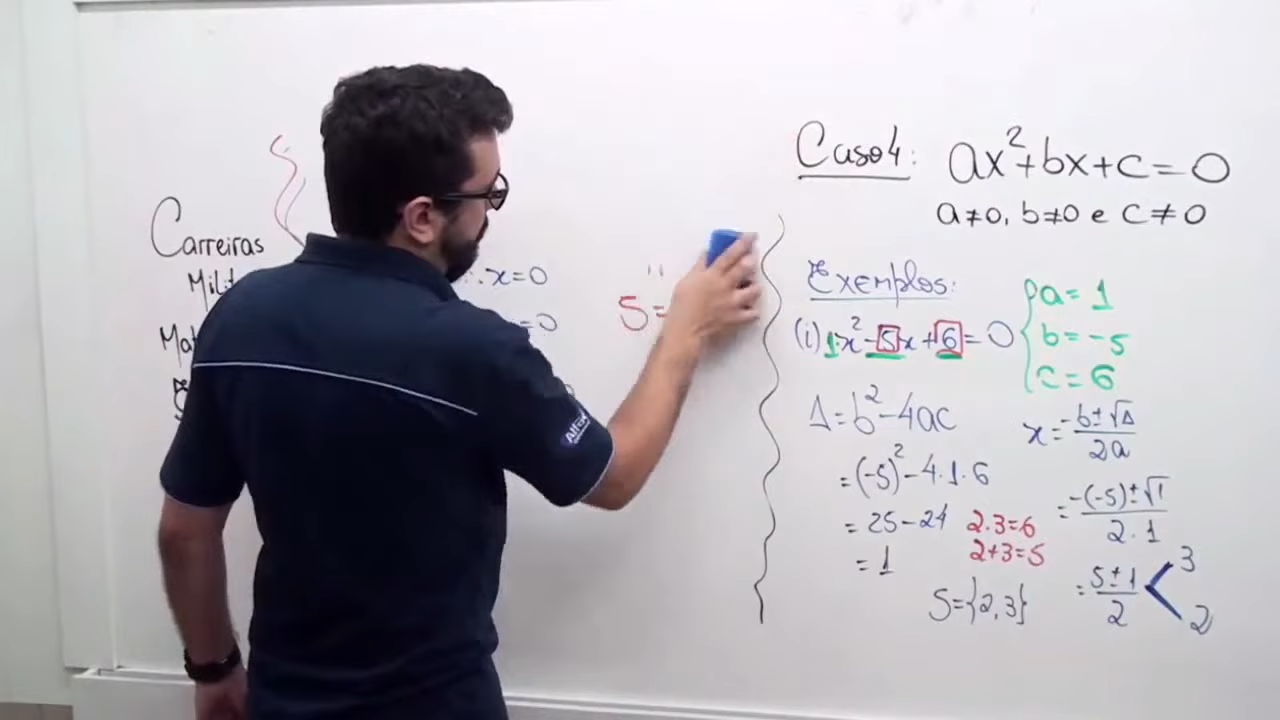 Carreiras
Milit
Mat
∴ x=0
=0
S=
Caso 4:
ax²+bx+c=0
a≠0, b≠0 e c≠0
Exemplos:
(i) 1·x²-5x+6=0
a=1
b=-5
c=6
Δ=b²-4ac
=(-5)²-4.1.6
=25-24
=1
2.3=6
2+3=5
S={2,3}
x=(-b±√Δ)/2a
=(-(-5)±√1)/2.1
=(5±1)/2
3
2